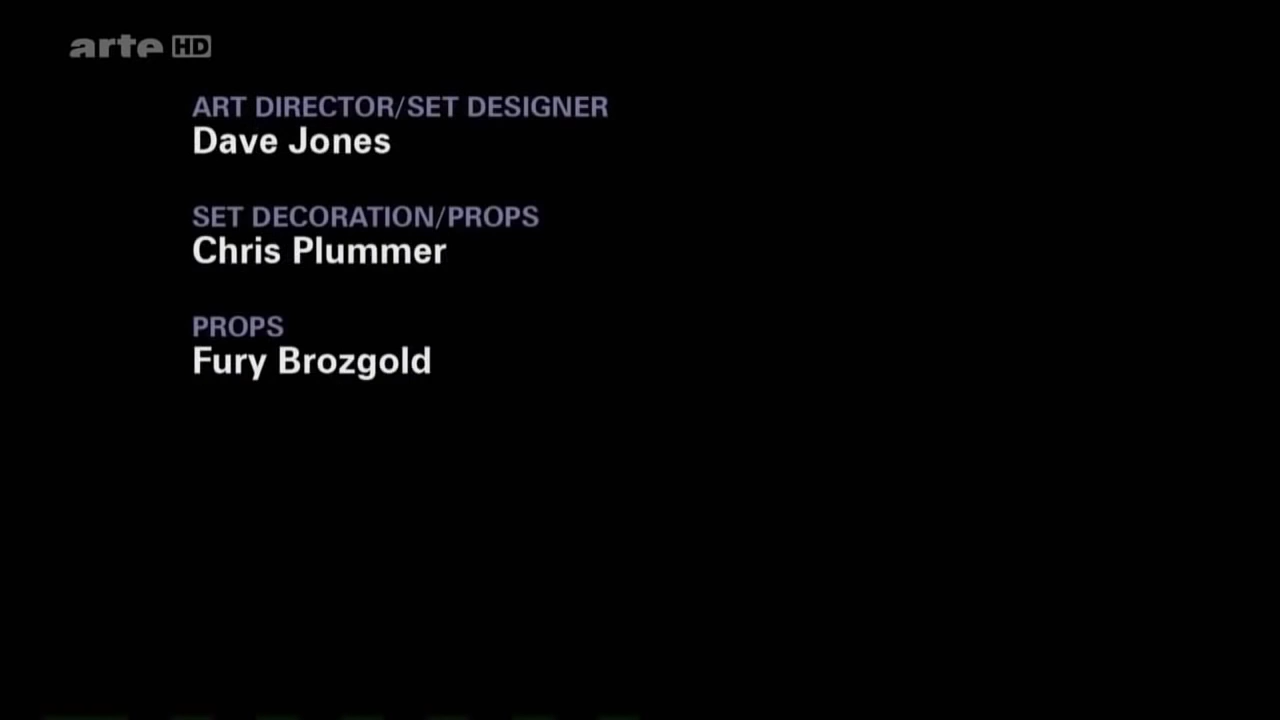 arte HD
ART DIRECTOR/SET DESIGNER
Dave Jones
SET DECORATION/PROPS
Chris Plummer
PROPS
Fury Brozgold